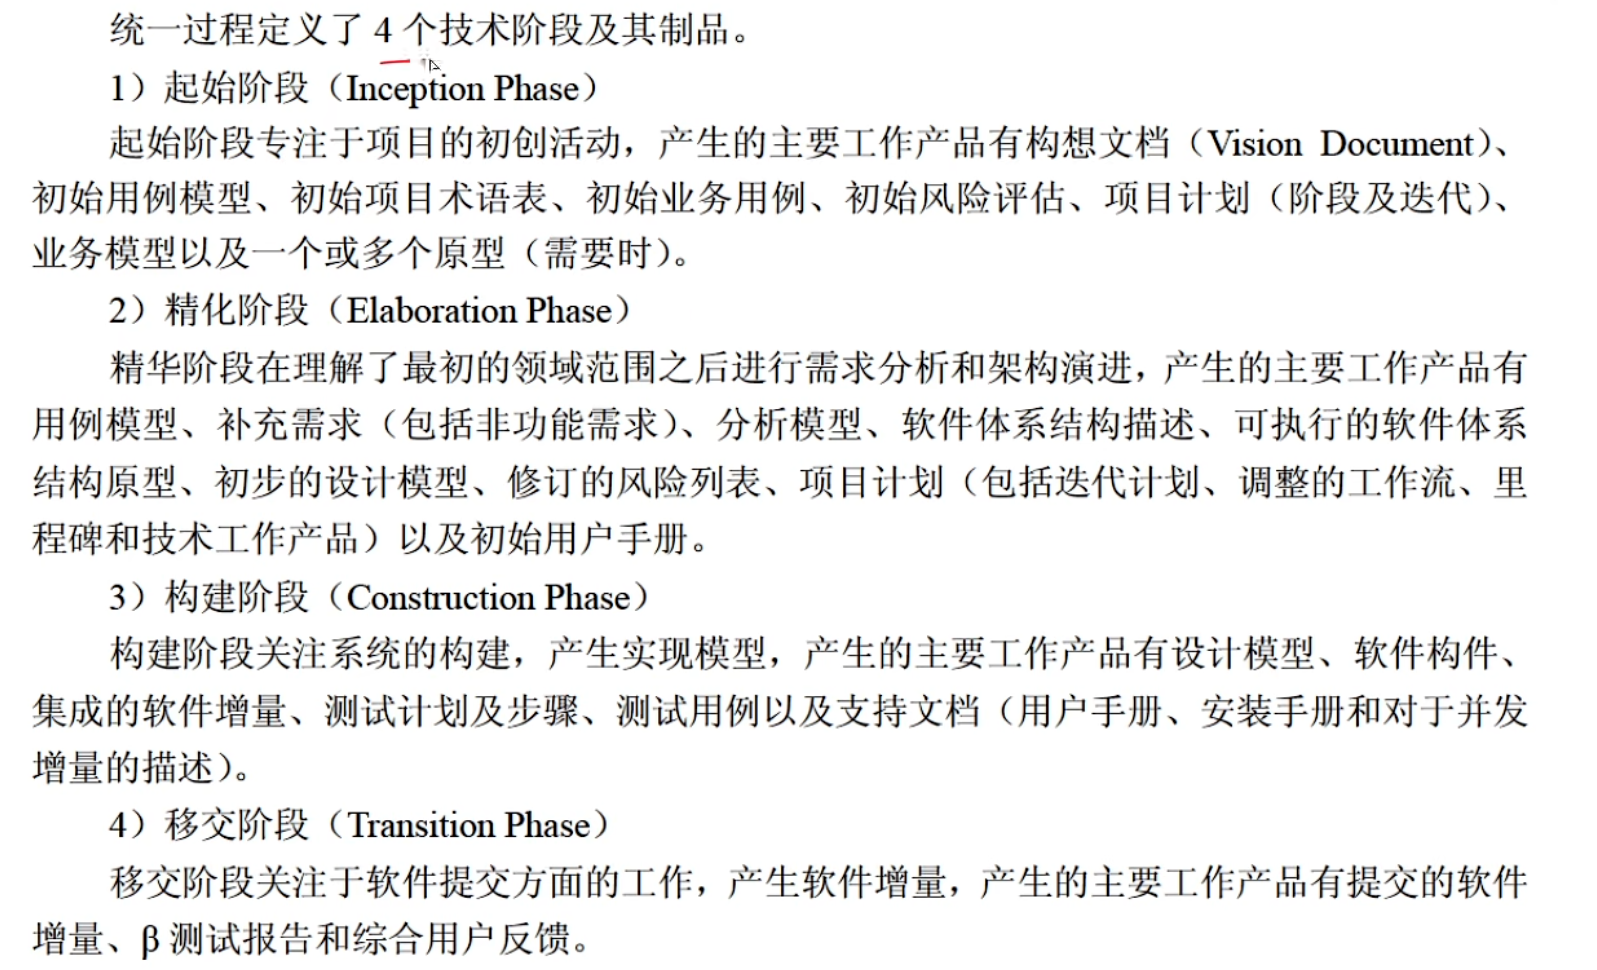 统一过程定义了 4 个技术阶段及其制品。
1）起始阶段（Inception Phase）
起始阶段专注于项目的初创活动，产生的主要工作产品有构想文档（Vision Document）、
初始用例模型、初始项目术语表、初始业务用例、初始风险评估、项目计划（阶段及迭代）、
业务模型以及一个或多个原型（需要时）。
2）精化阶段（Elaboration Phase）
精华阶段在理解了最初的领域范围之后进行需求分析和架构演进，产生的主要工作产品有
用例模型、补充需求（包括非功能需求）、分析模型、软件体系结构描述、可执行的软件体系
结构原型、初步的设计模型、修订的风险列表、项目计划（包括迭代计划、调整的工作流、里
程碑和技术工作产品）以及初始用户手册。
3）构建阶段（Construction Phase）
构建阶段关注系统的构建，产生实现模型，产生的主要工作产品有设计模型、软件构件、
集成的软件增量、测试计划及步骤、测试用例以及支持文档（用户手册、安装手册和对于并发
增量的描述）。
4）移交阶段（Transition Phase）
移交阶段关注于软件提交方面的工作，产生软件增量，产生的主要工作产品有提交的软件
增量、β 测试报告和综合用户反馈。